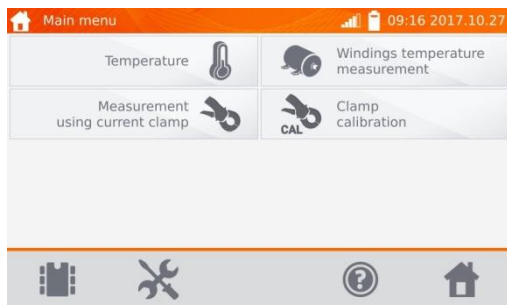 Main menu
09:16 2017.10.27
Temperature
Windings temperature
measurement
Measurement
using current clamp
CAL
Clamp
calibration
?